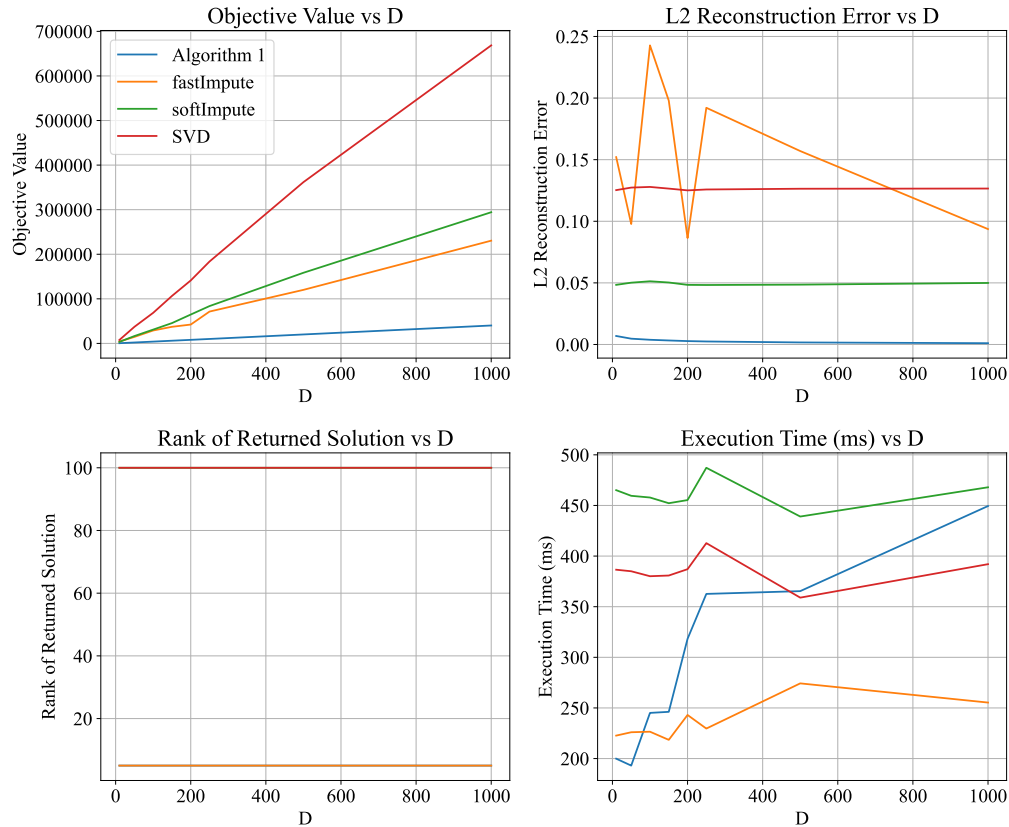 Objective Value vs D
700000
600000
500000
400000
300000
200000
100000
0
Objective Value
Algorithm 1
fastImpute
softImpute
SVD
0 200 400 600 800 1000
D
L2 Reconstruction Error vs D
0.25
0.20
0.15
0.10
0.05
0.00
L2 Reconstruction Error
0 200 400 600 800 1000
D
Rank of Returned Solution vs D
100
80
60
40
20
Rank of Returned Solution
0 200 400 600 800 1000
D
Execution Time (ms) vs D
500
450
400
350
300
250
200
Execution Time (ms)
0 200 400 600 800 1000
D